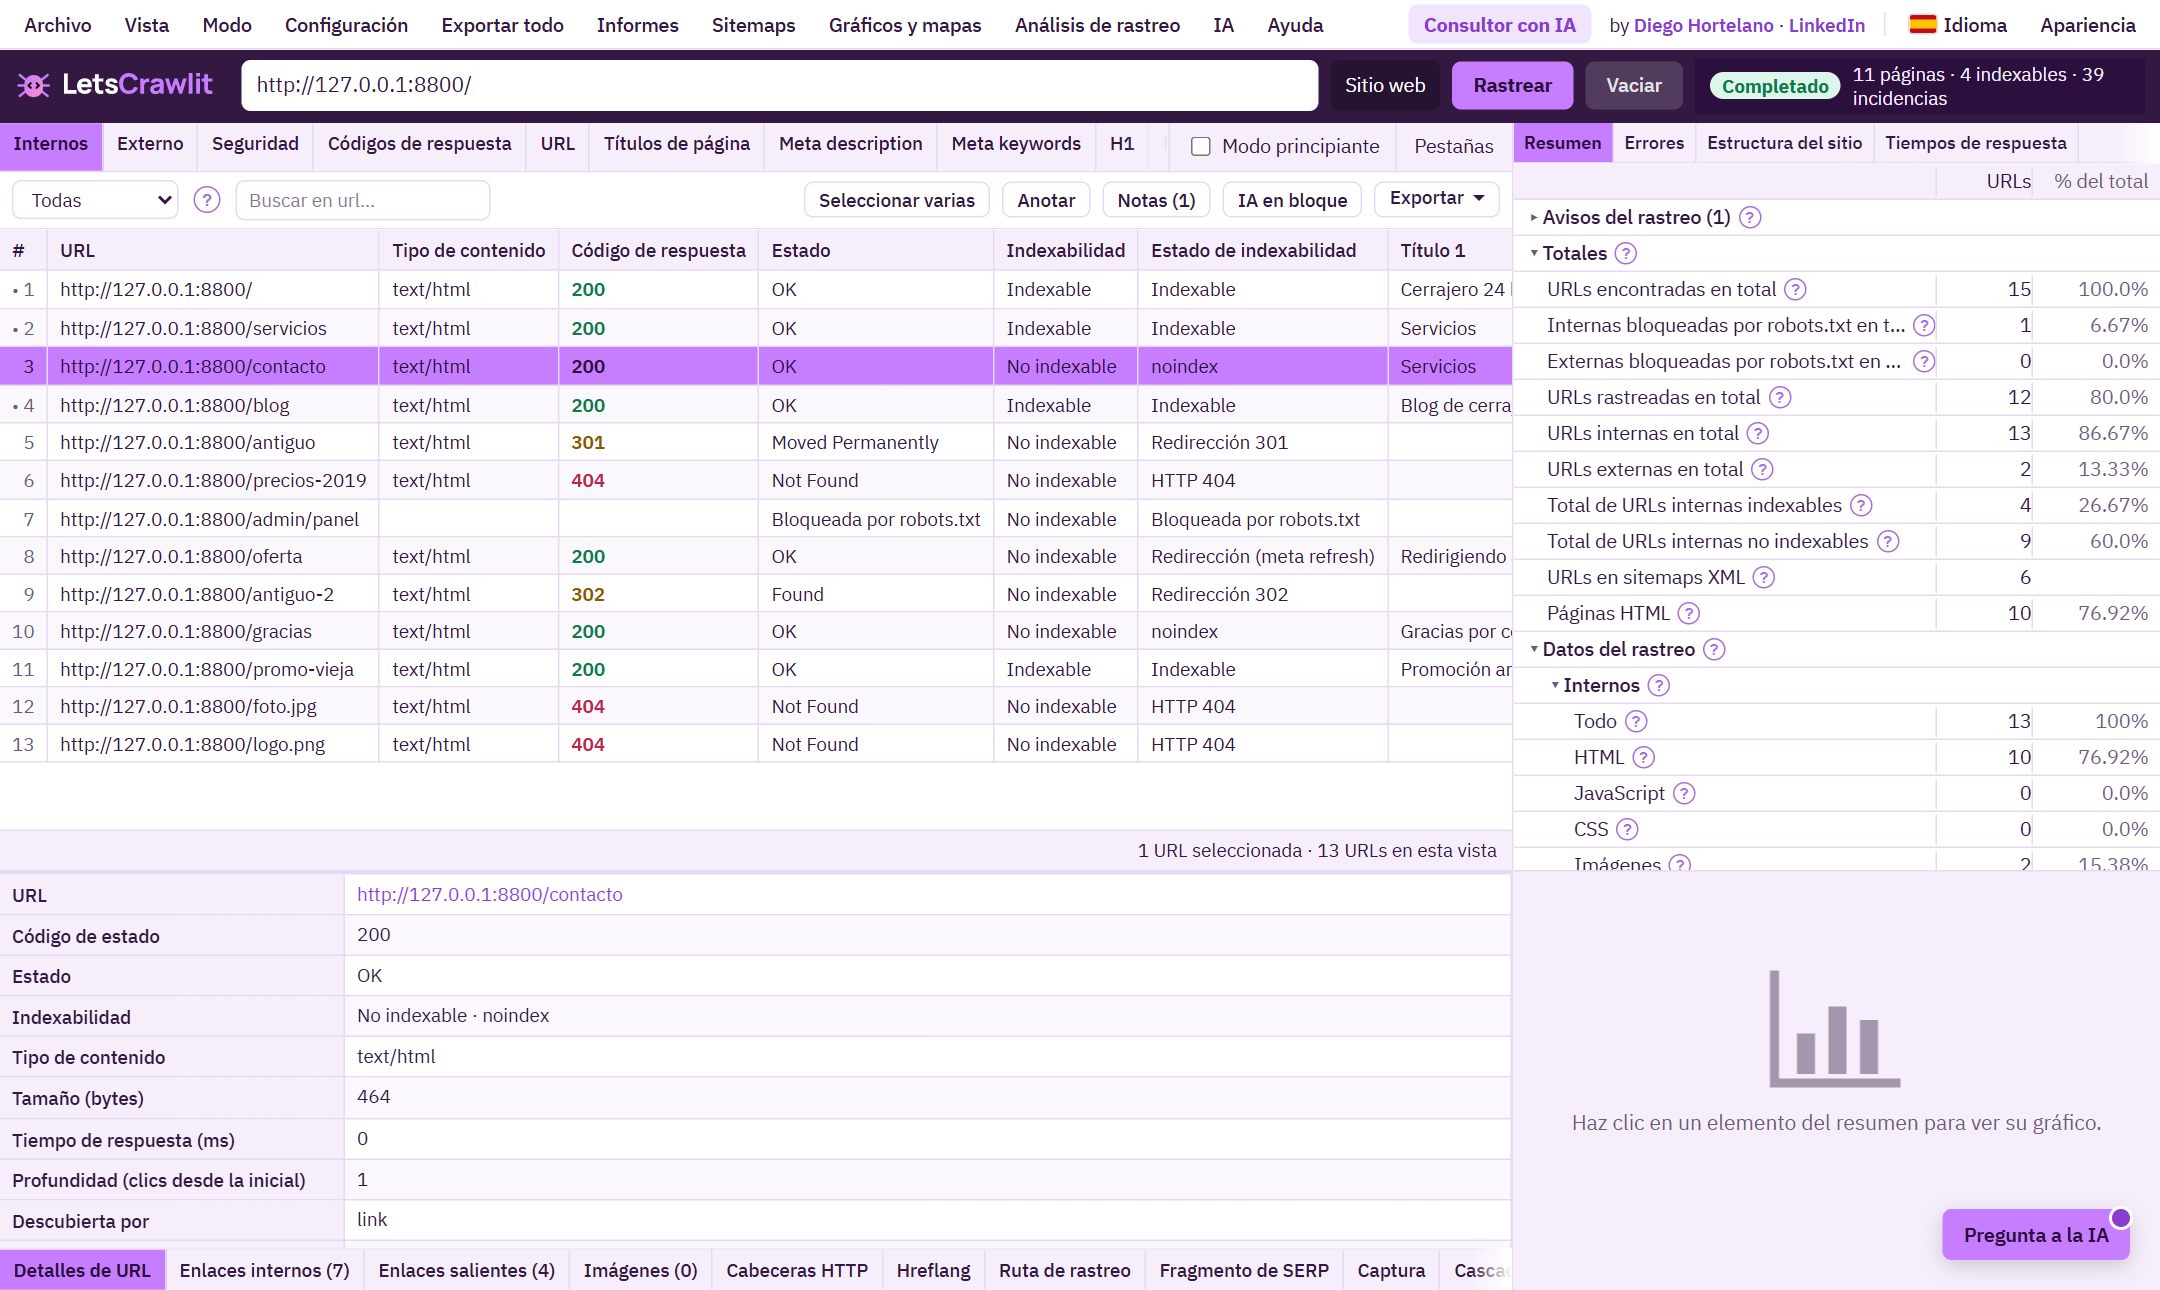 Archivo Vista Modo Configuración Exportar todo Informes Sitemaps Gráficos y mapas Análisis de rastreo IA Ayuda Consultor con IA by Diego Hortelano · LinkedIn Idioma Apariencia
LetsCrawlit http://127.0.0.1:8800/ Sitio web Rastrear Vaciar Completado 11 páginas · 4 indexables · 39 incidencias
Internos Externo Seguridad Códigos de respuesta URL Títulos de página Meta description Meta keywords H1 Modo principiante Pestañas
Todas ? Buscar en url... Seleccionar varias Anotar Notas (1) IA en bloque Exportar
# URL Tipo de contenido Código de respuesta Estado Indexabilidad Estado de indexabilidad Título 1
• 1 http://127.0.0.1:8800/ text/html 200 OK Indexable Indexable Cerrajero 24
• 2 http://127.0.0.1:8800/servicios text/html 200 OK Indexable Indexable Servicios
3 http://127.0.0.1:8800/contacto text/html 200 OK No indexable noindex Servicios
• 4 http://127.0.0.1:8800/blog text/html 200 OK Indexable Indexable Blog de cerra
5 http://127.0.0.1:8800/antiguo text/html 301 Moved Permanently No indexable Redirección 301
6 http://127.0.0.1:8800/precios-2019 text/html 404 Not Found No indexable HTTP 404
7 http://127.0.0.1:8800/admin/panel Bloqueada por robots.txt No indexable Bloqueada por robots.txt
8 http://127.0.0.1:8800/oferta text/html 200 OK No indexable Redirección (meta refresh) Redirigiendo
9 http://127.0.0.1:8800/antiguo-2 text/html 302 Found No indexable Redirección 302
10 http://127.0.0.1:8800/gracias text/html 200 OK No indexable noindex Gracias por c
11 http://127.0.0.1:8800/promo-vieja text/html 200 OK Indexable Indexable Promoción an
12 http://127.0.0.1:8800/foto.jpg text/html 404 Not Found No indexable HTTP 404
13 http://127.0.0.1:8800/logo.png text/html 404 Not Found No indexable HTTP 404
1 URL seleccionada · 13 URLs en esta vista
URL http://127.0.0.1:8800/contacto
Código de estado 200
Estado OK
Indexabilidad No indexable · noindex
Tipo de contenido text/html
Tamaño (bytes) 464
Tiempo de respuesta (ms) 0
Profundidad (clics desde la inicial) 1
Descubierta por link
Detalles de URL Enlaces internos (7) Enlaces salientes (4) Imágenes (0) Cabeceras HTTP Hreflang Ruta de rastreo Fragmento de SERP Captura Casca
Resumen Errores Estructura del sitio Tiempos de respuesta
URLs % del total
Avisos del rastreo (1) ?
Totales ?
URLs encontradas en total ? 15 100.0%
Internas bloqueadas por robots.txt en t... ? 1 6.67%
Externas bloqueadas por robots.txt en ... ? 0 0.0%
URLs rastreadas en total ? 12 80.0%
URLs internas en total ? 13 86.67%
URLs externas en total ? 2 13.33%
Total de URLs internas indexables ? 4 26.67%
Total de URLs internas no indexables ? 9 60.0%
URLs en sitemaps XML ? 6
Páginas HTML ? 10 76.92%
Datos del rastreo ?
Internos ?
Todo ? 13 100%
HTML ? 10 76.92%
JavaScript ? 0 0.0%
CSS ? 0 0.0%
Imágenes ? 2 15.38%
Haz clic en un elemento del resumen para ver su gráfico.
Pregunta a la IA